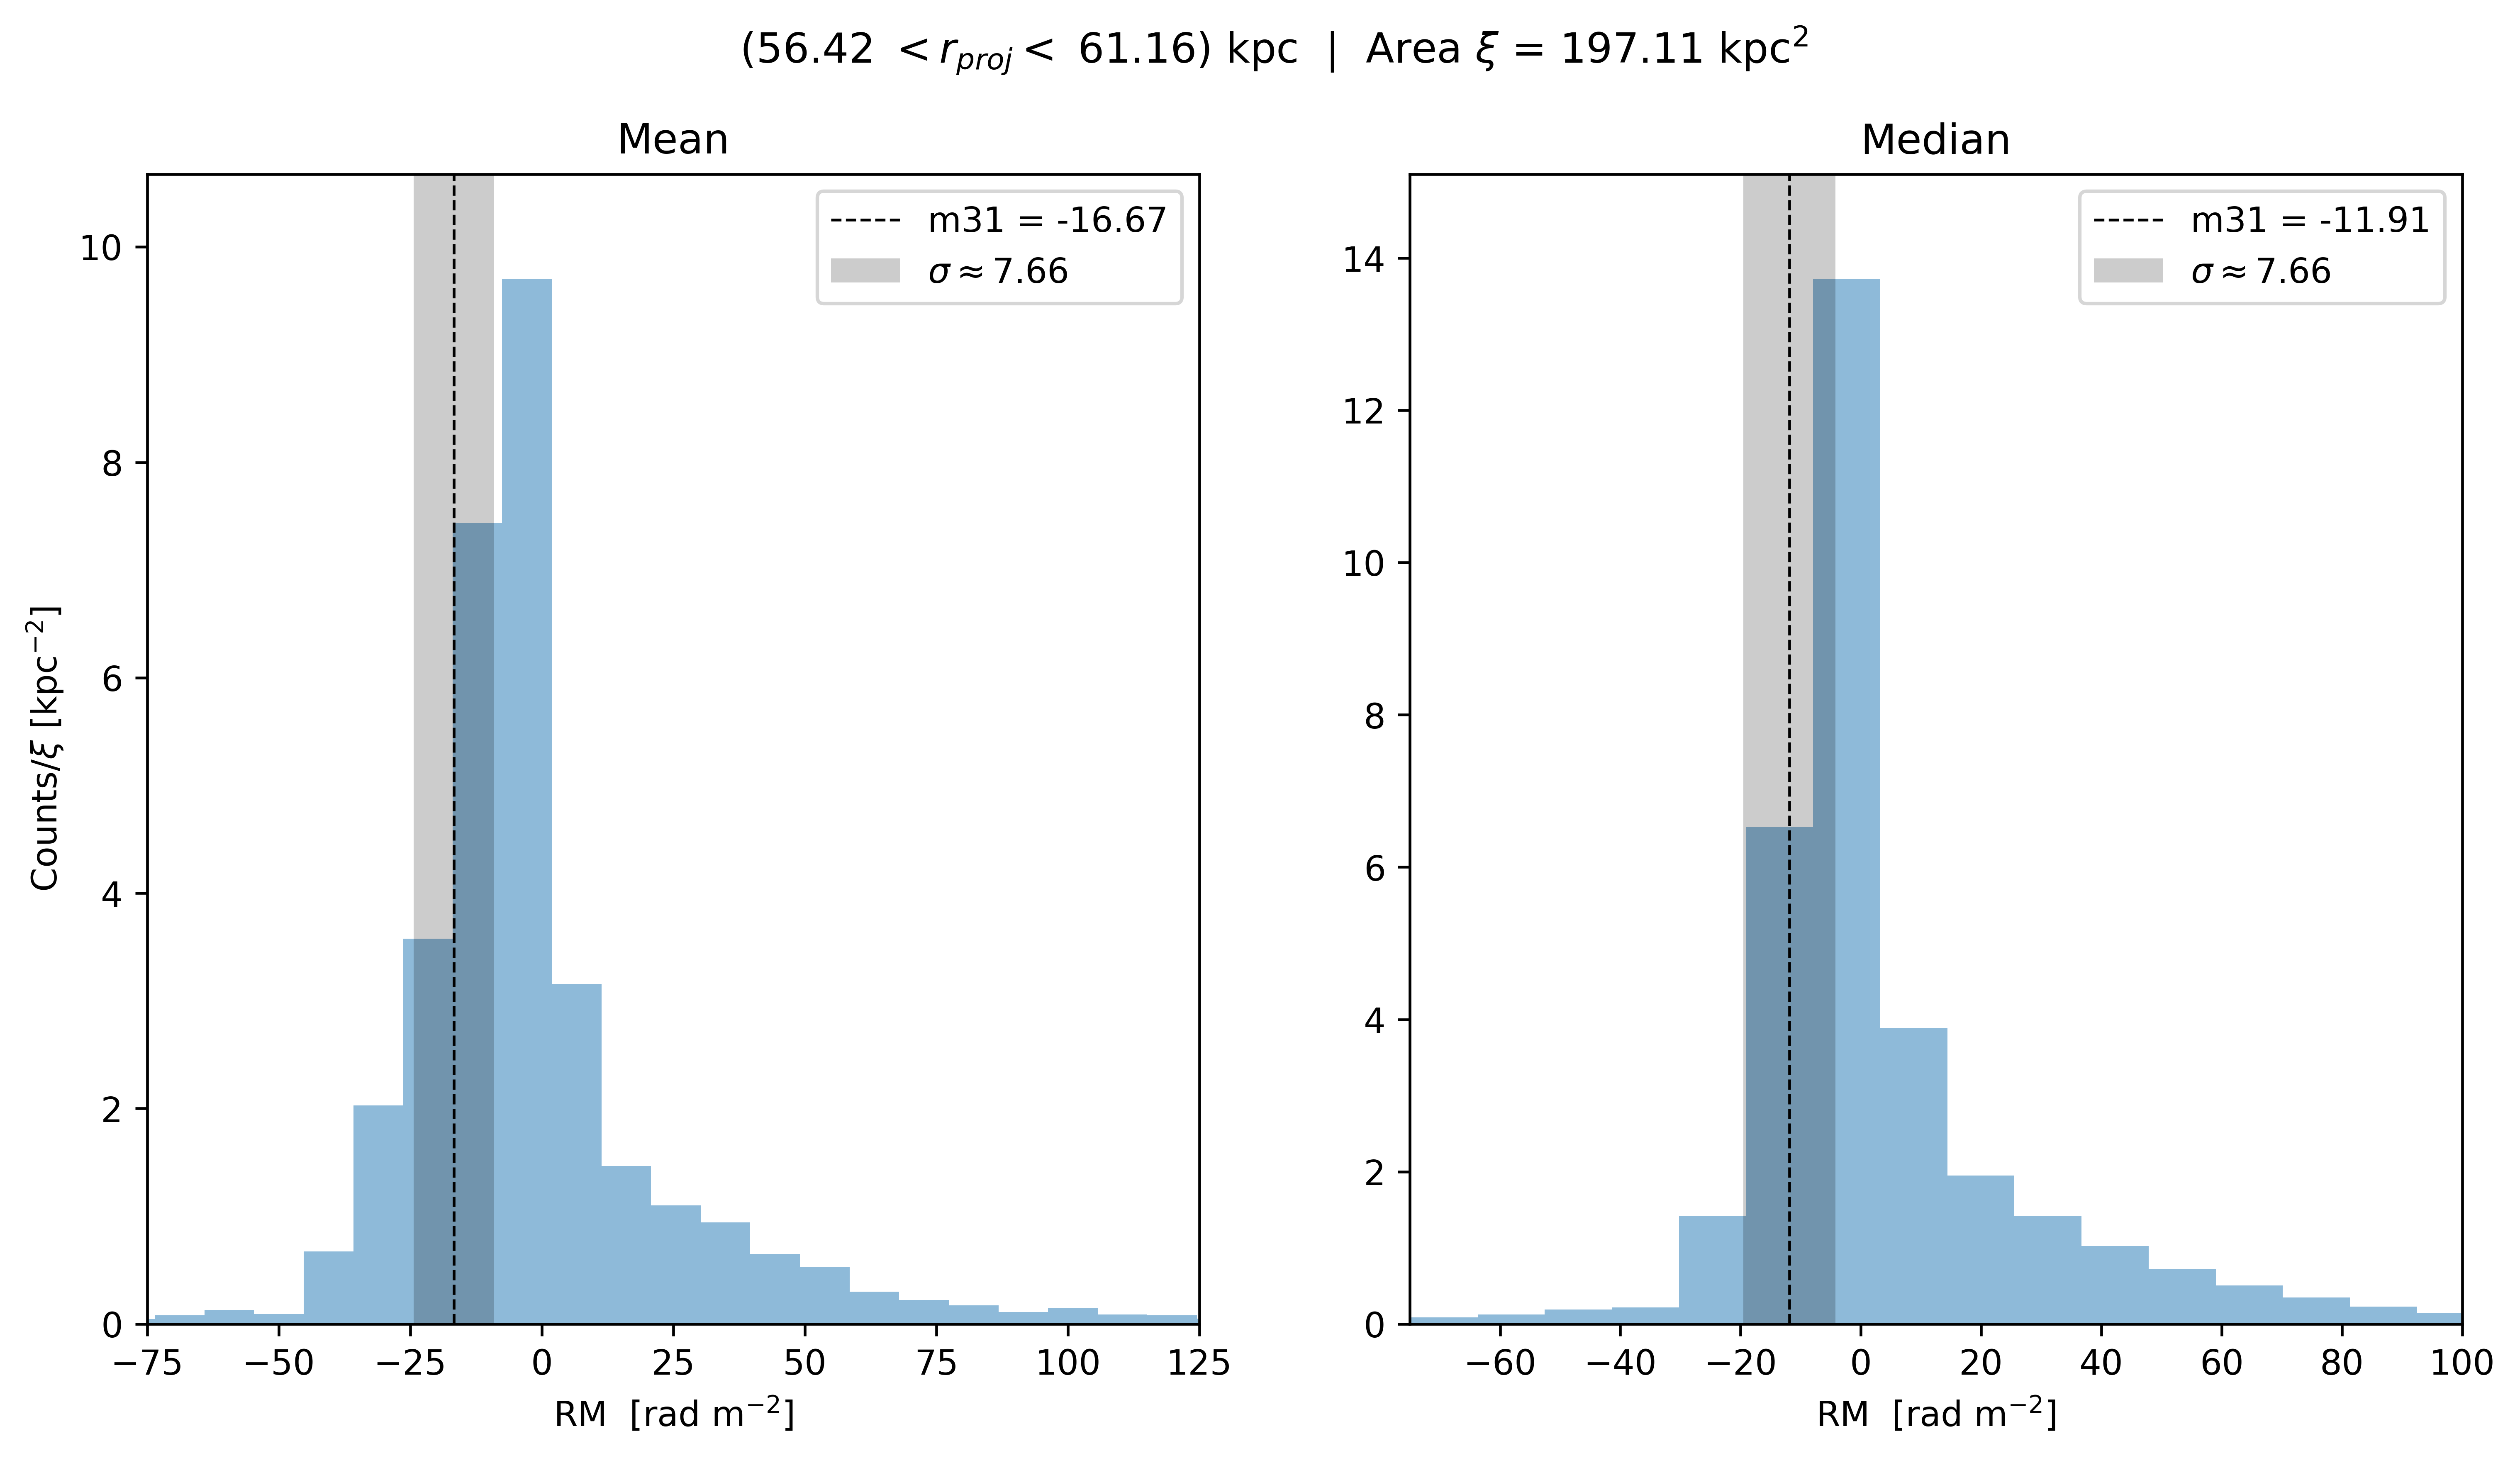 (56.42 < r_proj < 61.16) kpc | Area ξ = 197.11 kpc²
Mean
m31 = -16.67
σ ≈ 7.66
10
8
6
4
2
0
Counts/ξ [kpc⁻²]
−75 −50 −25 0 25 50 75 100 125
RM [rad m⁻²]
Median
m31 = -11.91
σ ≈ 7.66
14
12
10
8
6
4
2
0
−60 −40 −20 0 20 40 60 80 100
RM [rad m⁻²]